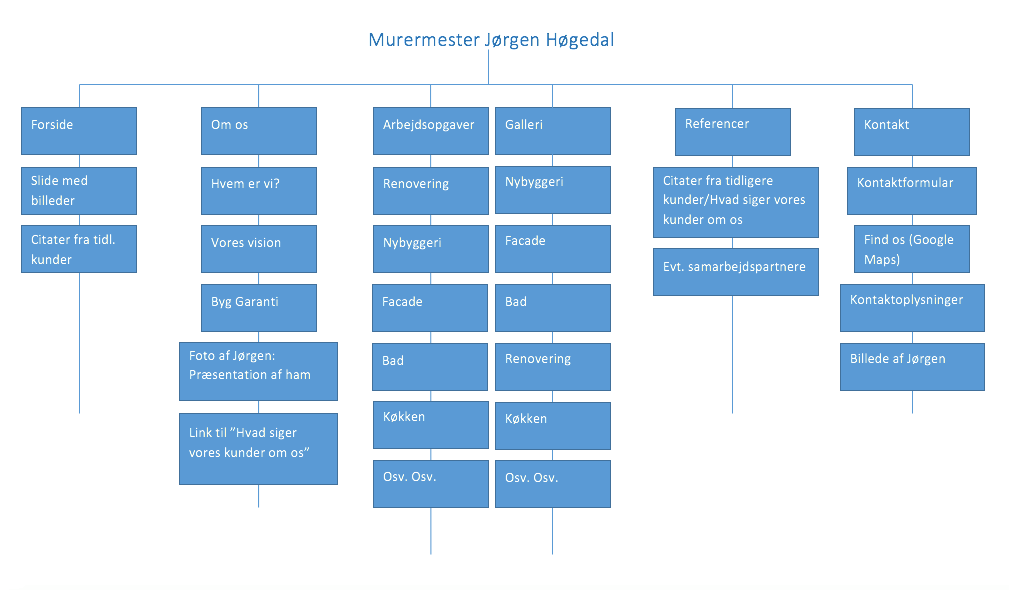 Murermester Jørgen Høgedal
Forside
Slide med
billeder
Citater fra tidl.
kunder
Om os
Hvem er vi?
Vores vision
Byg Garanti
Foto af Jørgen:
Præsentation af ham
Link til ”Hvad siger
vores kunder om os”
Arbejdsopgaver
Renovering
Nybyggeri
Facade
Bad
Køkken
Osv. Osv.
Galleri
Nybyggeri
Facade
Bad
Renovering
Køkken
Osv. Osv.
Referencer
Citater fra tidligere
kunder/Hvad siger vores
kunder om os
Evt. samarbejdspartnere
Kontakt
Kontaktformular
Find os (Google
Maps)
Kontaktoplysninger
Billede af Jørgen